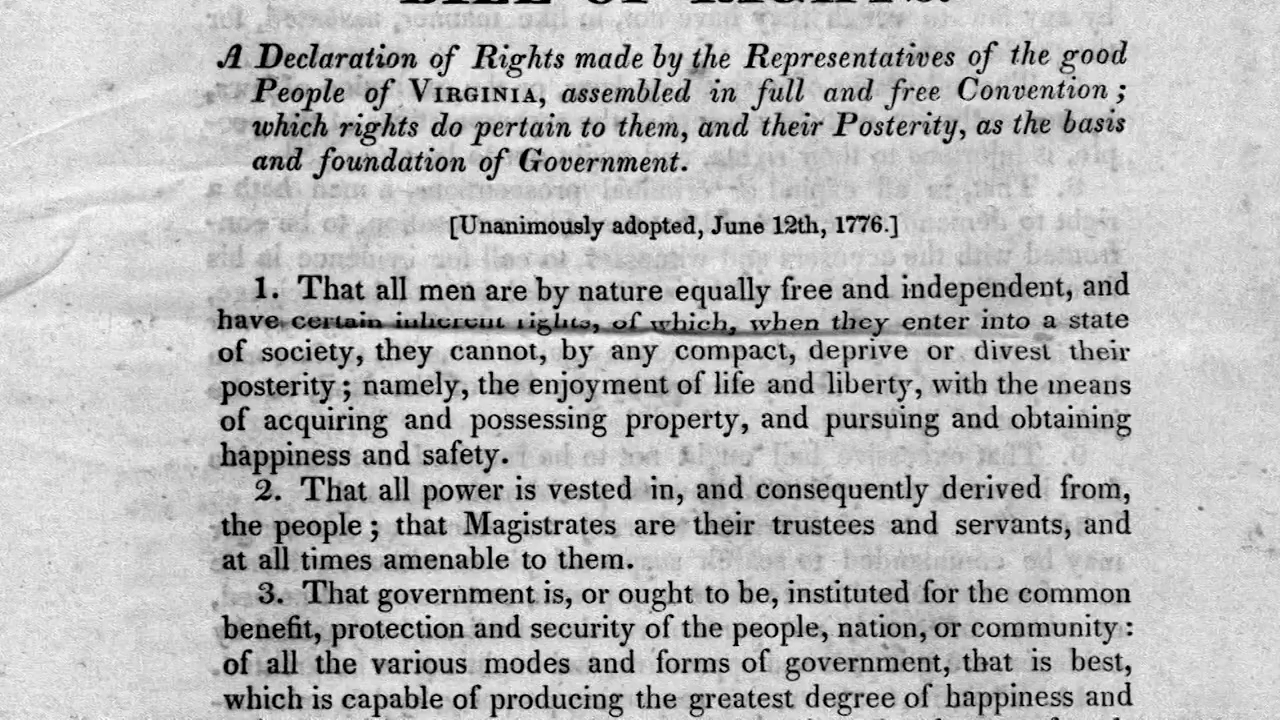 BILL OF RIGHTS.
A Declaration of Rights made by the Representatives of the good
People of VIRGINIA, assembled in full and free Convention ;
which rights do pertain to them, and their Posterity, as the basis
and foundation of Government.
[Unanimously adopted, June 12th, 1776.]
1. That all men are by nature equally free and independent, and
have certain inherent rights, of which, when they enter into a state
of society, they cannot, by any compact, deprive or divest their
posterity ; namely, the enjoyment of life and liberty, with the means
of acquiring and possessing property, and pursuing and obtaining
happiness and safety.
2. That all power is vested in, and consequently derived from,
the people ; that Magistrates are their trustees and servants, and
at all times amenable to them.
3. That government is, or ought to be, instituted for the common
benefit, protection and security of the people, nation, or community :
of all the various modes and forms of government, that is best,
which is capable of producing the greatest degree of happiness and